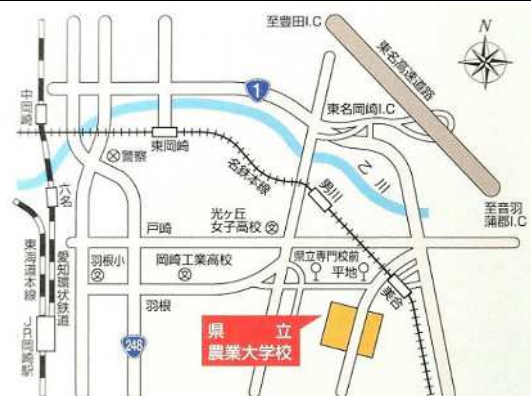 至豊田I.C
N
東名高速道路
1
東名岡崎I.C
中岡崎
東岡崎
警察
名鉄本線
乙川
男川
六名
至音羽
蒲郡I.C
光ヶ丘
女子高校
戸崎
県立専門校前
平地
美合
羽根小
岡崎工業高校
愛知環状鉄道
東海道本線
羽根
JR岡崎駅
248
県立
農業大学校